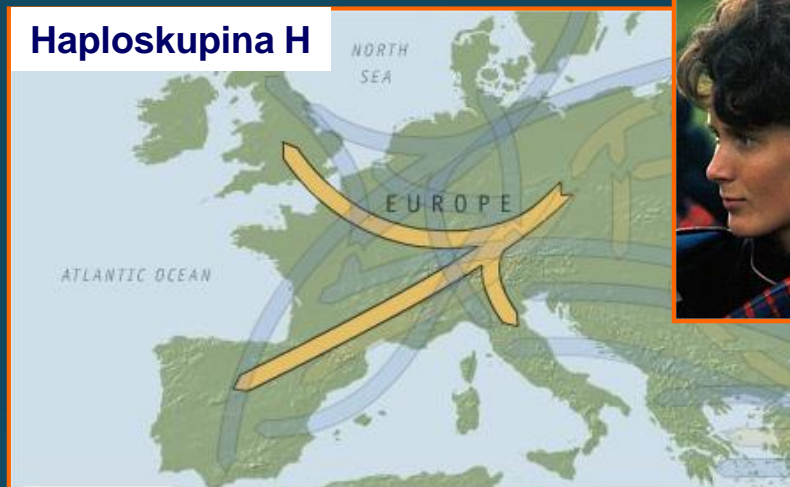 Haploskupina H
NORTH
SEA
EUROPE
ATLANTIC OCEAN